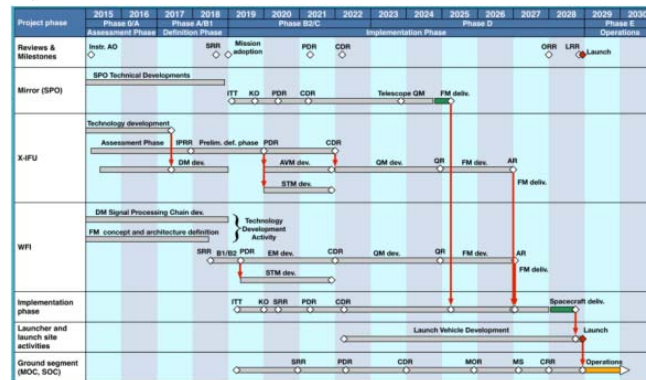 Project phase
2015 2016 2017 2018 2019 2020 2021 2022 2023 2024 2025 2026 2027 2028 2029 2030
Phase 0/A Phase A/B1 Phase B2/C Phase D Phase E
Assessment Phase Definition Phase Implementation Phase Operations
Reviews & Milestones
Instr. AO SRR Mission adoption PDR CDR ORR LRR Launch
Mirror (SPO)
SPO Technical Developments
ITT KO PDR CDR Telescope QM FM deliv.
X-IFU
Technology development
Assessment Phase IPRR Prelim. def. phase PDR CDR
DM dev. AVM dev. QM dev. QR FM dev. AR
STM dev. FM deliv.
WFI
DM Signal Processing Chain dev.
FM concept and architecture definition
Technology Development Activity
SRR B1/B2 PDR EM dev. CDR QM dev. QR FM dev. AR
STM dev. FM deliv.
Implementation phase
ITT KO SRR PDR CDR Spacecraft deliv.
Launcher and launch site activities
Launch Vehicle Development Launch
Ground segment (MOC, SOC)
SRR PDR CDR MOR MS CRR Operations